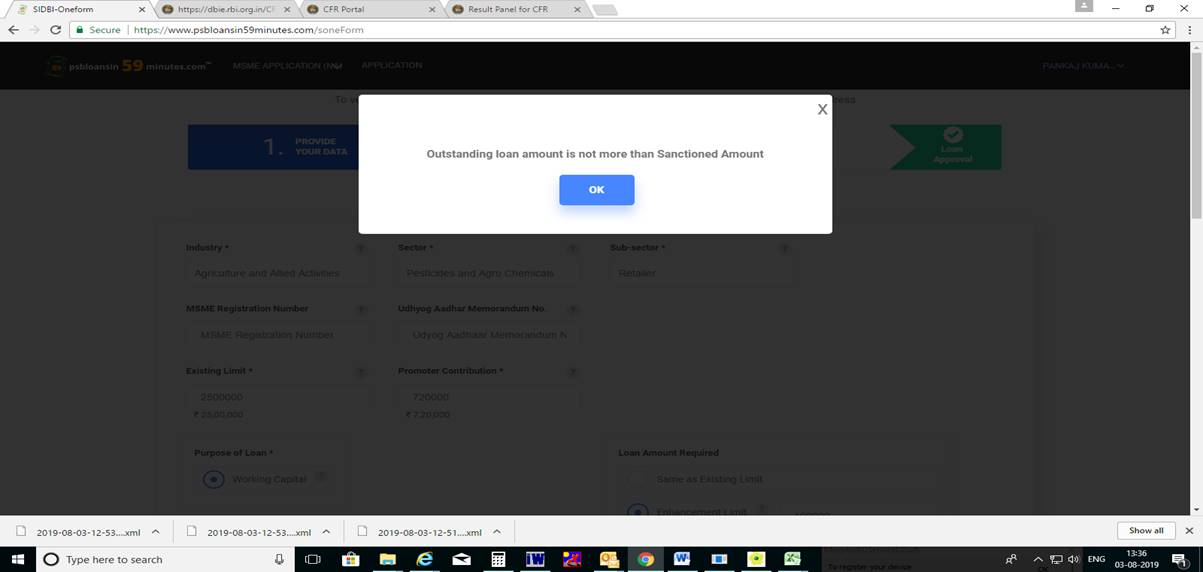 SIDBI-Oneform
https://dbie.rbi.org.in/CF
CFR Portal
Result Panel for CFR
Secure
https://www.psbloansin59minutes.com/soneForm
psbloansin 59 minutes.com™
MSME APPLICATION
APPLICATION
PANKAJ KUMA...
X
Outstanding loan amount is not more than Sanctioned Amount
OK
1. PROVIDE
YOUR DATA
Loan
Approval
Industry * ?
Sector * ?
Sub-sector * ?
Agriculture and Allied Activities
Pesticides and Agro Chemicals
Retailer
MSME Registration Number ?
Udhyog Aadhar Memorandum No. ?
MSME Registration Number
Udyog Aadhaar Memorandum N
Existing Limit * ?
Promoter Contribution * ?
2500000
720000
₹ 25,00,000
₹ 7,20,000
Purpose of Loan *
Loan Amount Required
Working Capital ?
Same as Existing Limit
Enhancement Limit
2019-08-03-12-53....xml
2019-08-03-12-53....xml
2019-08-03-12-51....xml
Show all
Type here to search
ENG
13:36
03-08-2019
To register your device